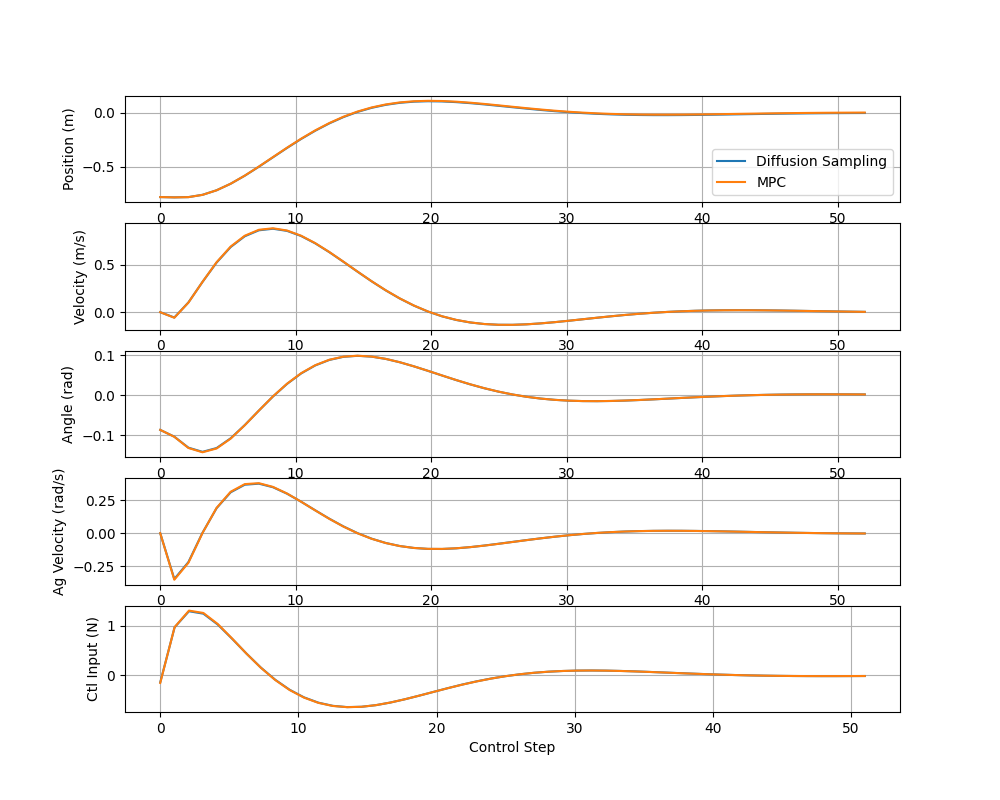 Position (m)
0.0
−0.5
Diffusion Sampling
MPC
0 10 20 30 40 50
Velocity (m/s)
0.5
0.0
0 10 20 30 40 50
Angle (rad)
0.1
0.0
−0.1
0 10 20 30 40 50
Ag Velocity (rad/s)
0.25
0.00
−0.25
0 10 20 30 40 50
Ctl Input (N)
1
0
0 10 20 30 40 50
Control Step